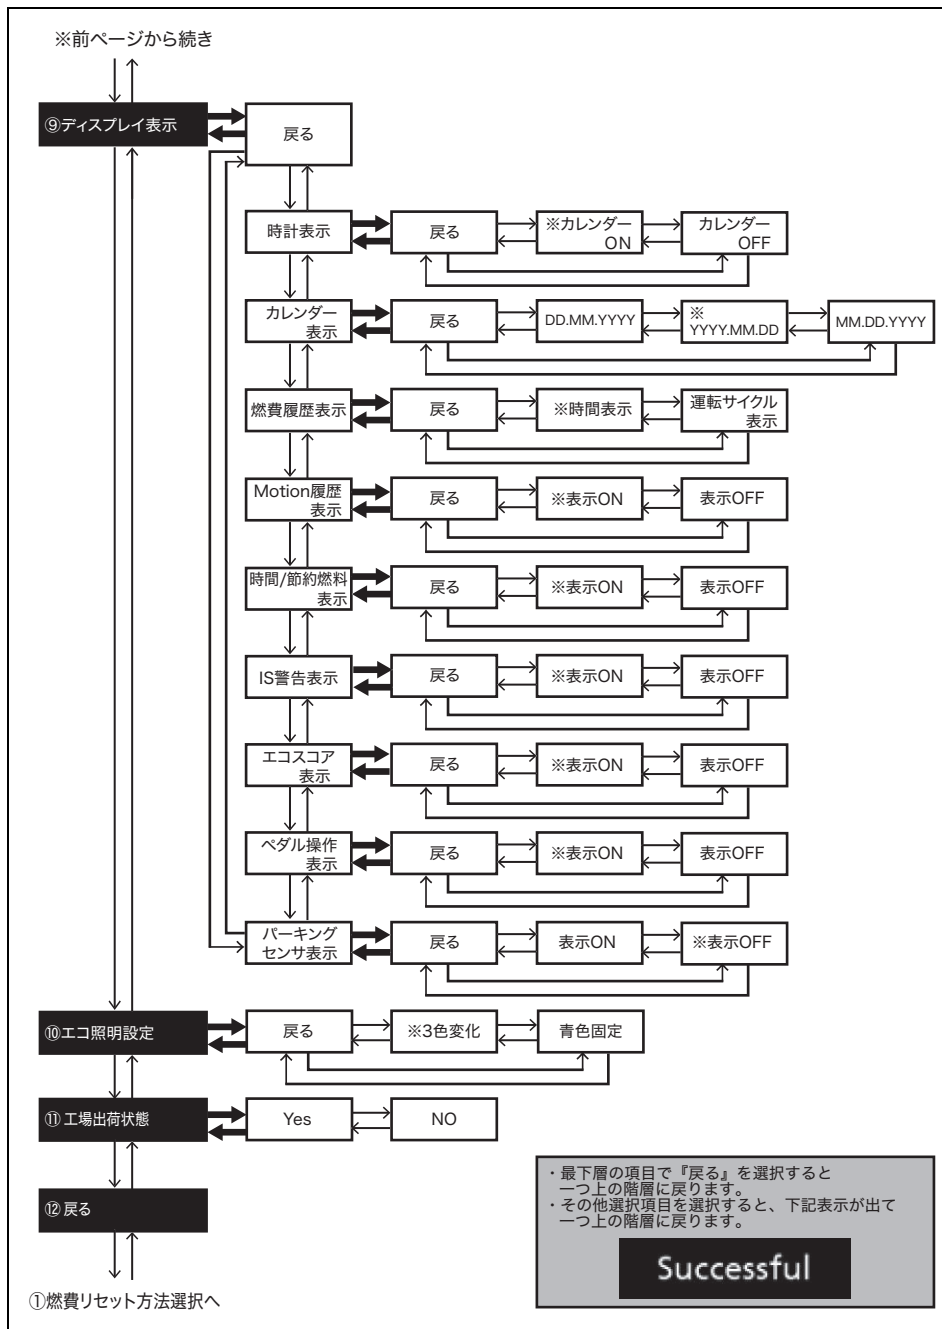 ※前ページから続き
⑨ディスプレイ表示
戻る
時計表示
戻る
※カレンダー
ON
カレンダー
OFF
カレンダー
表示
戻る
DD.MM.YYYY
※
YYYY.MM.DD
MM.DD.YYYY
燃費履歴表示
戻る
※時間表示
運転サイクル
表示
Motion履歴
表示
戻る
※表示ON
表示OFF
時間/節約燃料
表示
戻る
※表示ON
表示OFF
IS警告表示
戻る
※表示ON
表示OFF
エコスコア
表示
戻る
※表示ON
表示OFF
ペダル操作
表示
戻る
※表示ON
表示OFF
パーキング
センサ表示
戻る
表示ON
※表示OFF
⑩エコ照明設定
戻る
※3色変化
青色固定
⑪工場出荷状態
Yes
NO
⑫戻る
①燃費リセット方法選択へ
・最下層の項目で『戻る』を選択すると
一つ上の階層に戻ります。
・その他選択項目を選択すると、下記表示が出て
一つ上の階層に戻ります。
Successful